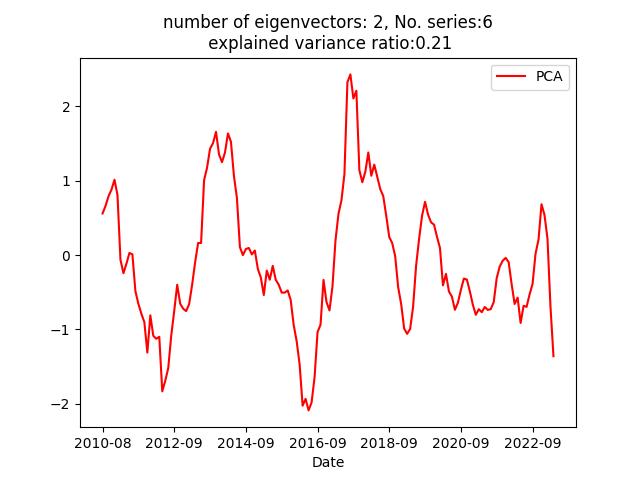 number of eigenvectors: 2, No. series:6
explained variance ratio:0.21
PCA
2
1
0
−1
−2
2010-08 2012-09 2014-09 2016-09 2018-09 2020-09 2022-09
Date